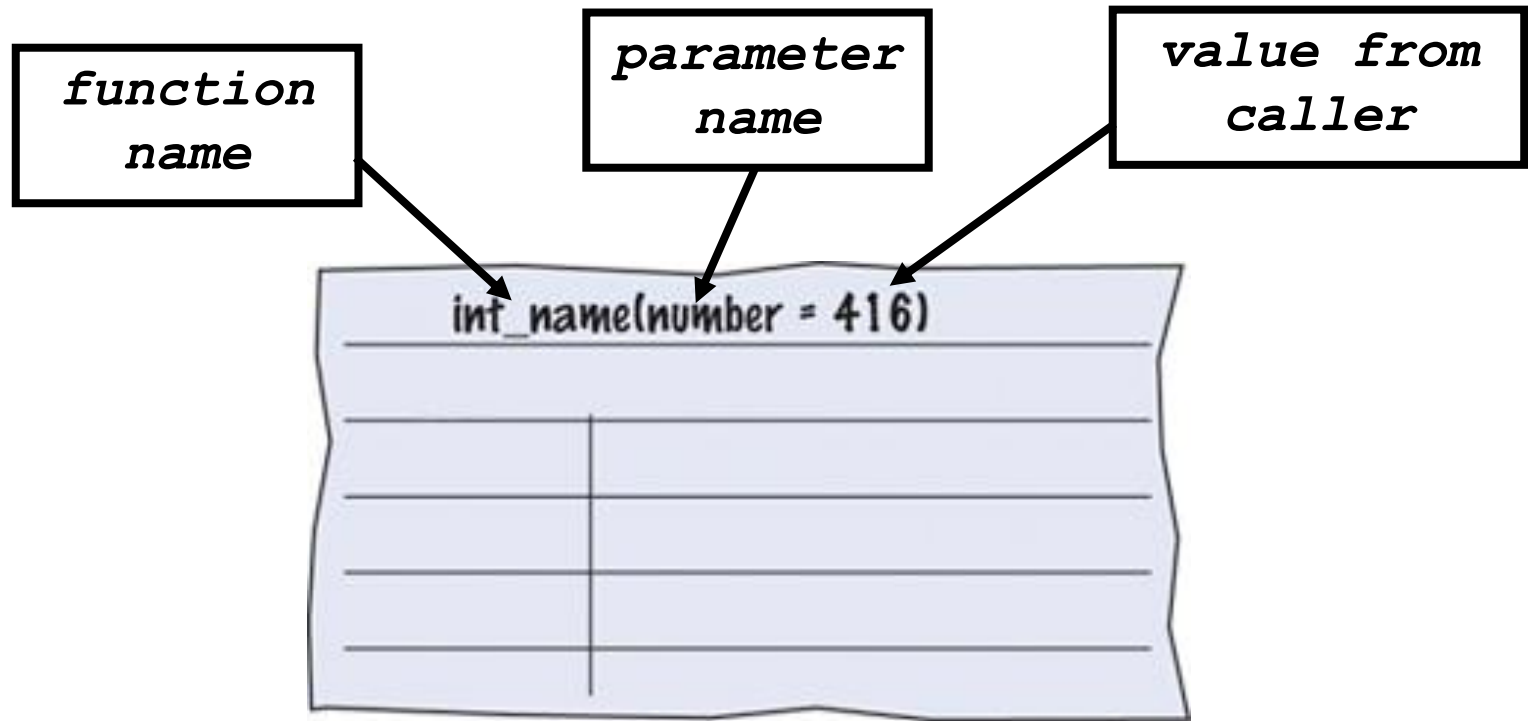 function
name
parameter
name
value from
caller
int_name(number = 416)